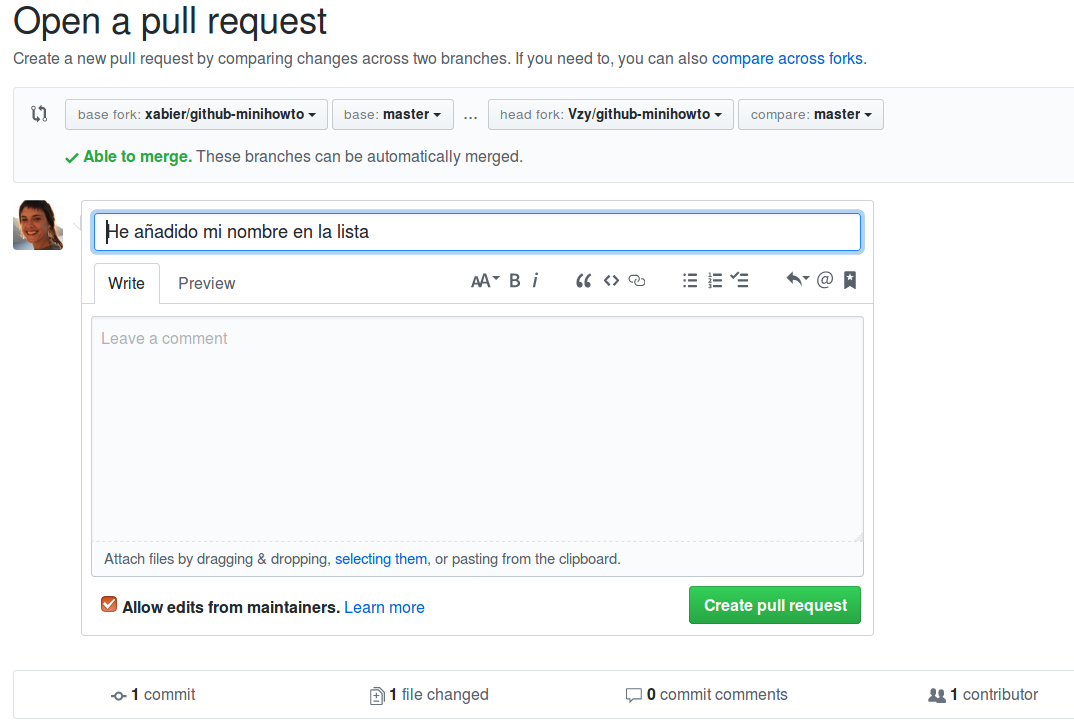 Open a pull request
Create a new pull request by comparing changes across two branches. If you need to, you can also compare across forks.
base fork: xabier/github-minihowto base: master ... head fork: Vzy/github-minihowto compare: master
Able to merge. These branches can be automatically merged.
He añadido mi nombre en la lista
Write Preview AA B i “ <> @
Leave a comment
Attach files by dragging & dropping, selecting them, or pasting from the clipboard.
Allow edits from maintainers. Learn more Create pull request
1 commit 1 file changed 0 commit comments 1 contributor